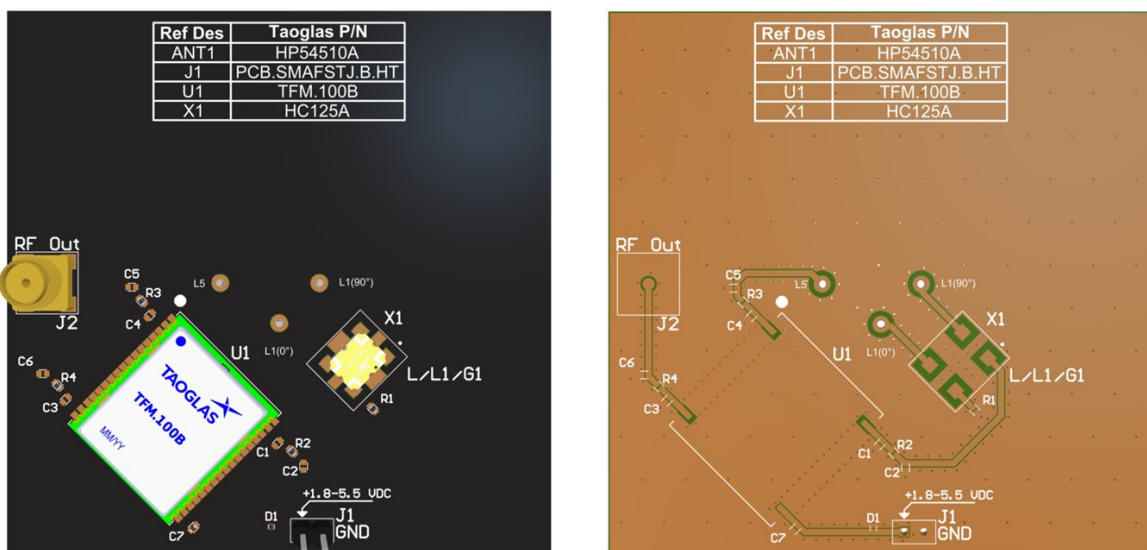 Ref Des Taoglas P/N
ANT1 HP54510A
J1 PCB.SMAFSTJ.B.HT
U1 TFM.100B
X1 HC125A
RF Out
J2
C5
R3
C4
L5
L1(90°)
L1(0°)
X1
U1
L/L1/G1
R1
C6
R4
C3
TAOGLAS
TFM.100B
MM/YY
C1
R2
C2
+1.8-5.5 VDC
D1
J1
GND
C7
Ref Des Taoglas P/N
ANT1 HP54510A
J1 PCB.SMAFSTJ.B.HT
U1 TFM.100B
X1 HC125A
RF Out
J2
C5
R3
C4
L5
L1(90°)
L1(0°)
X1
U1
L/L1/G1
R1
C6
R4
C3
C1
R2
C2
+1.8-5.5 VDC
D1
J1
GND
C7